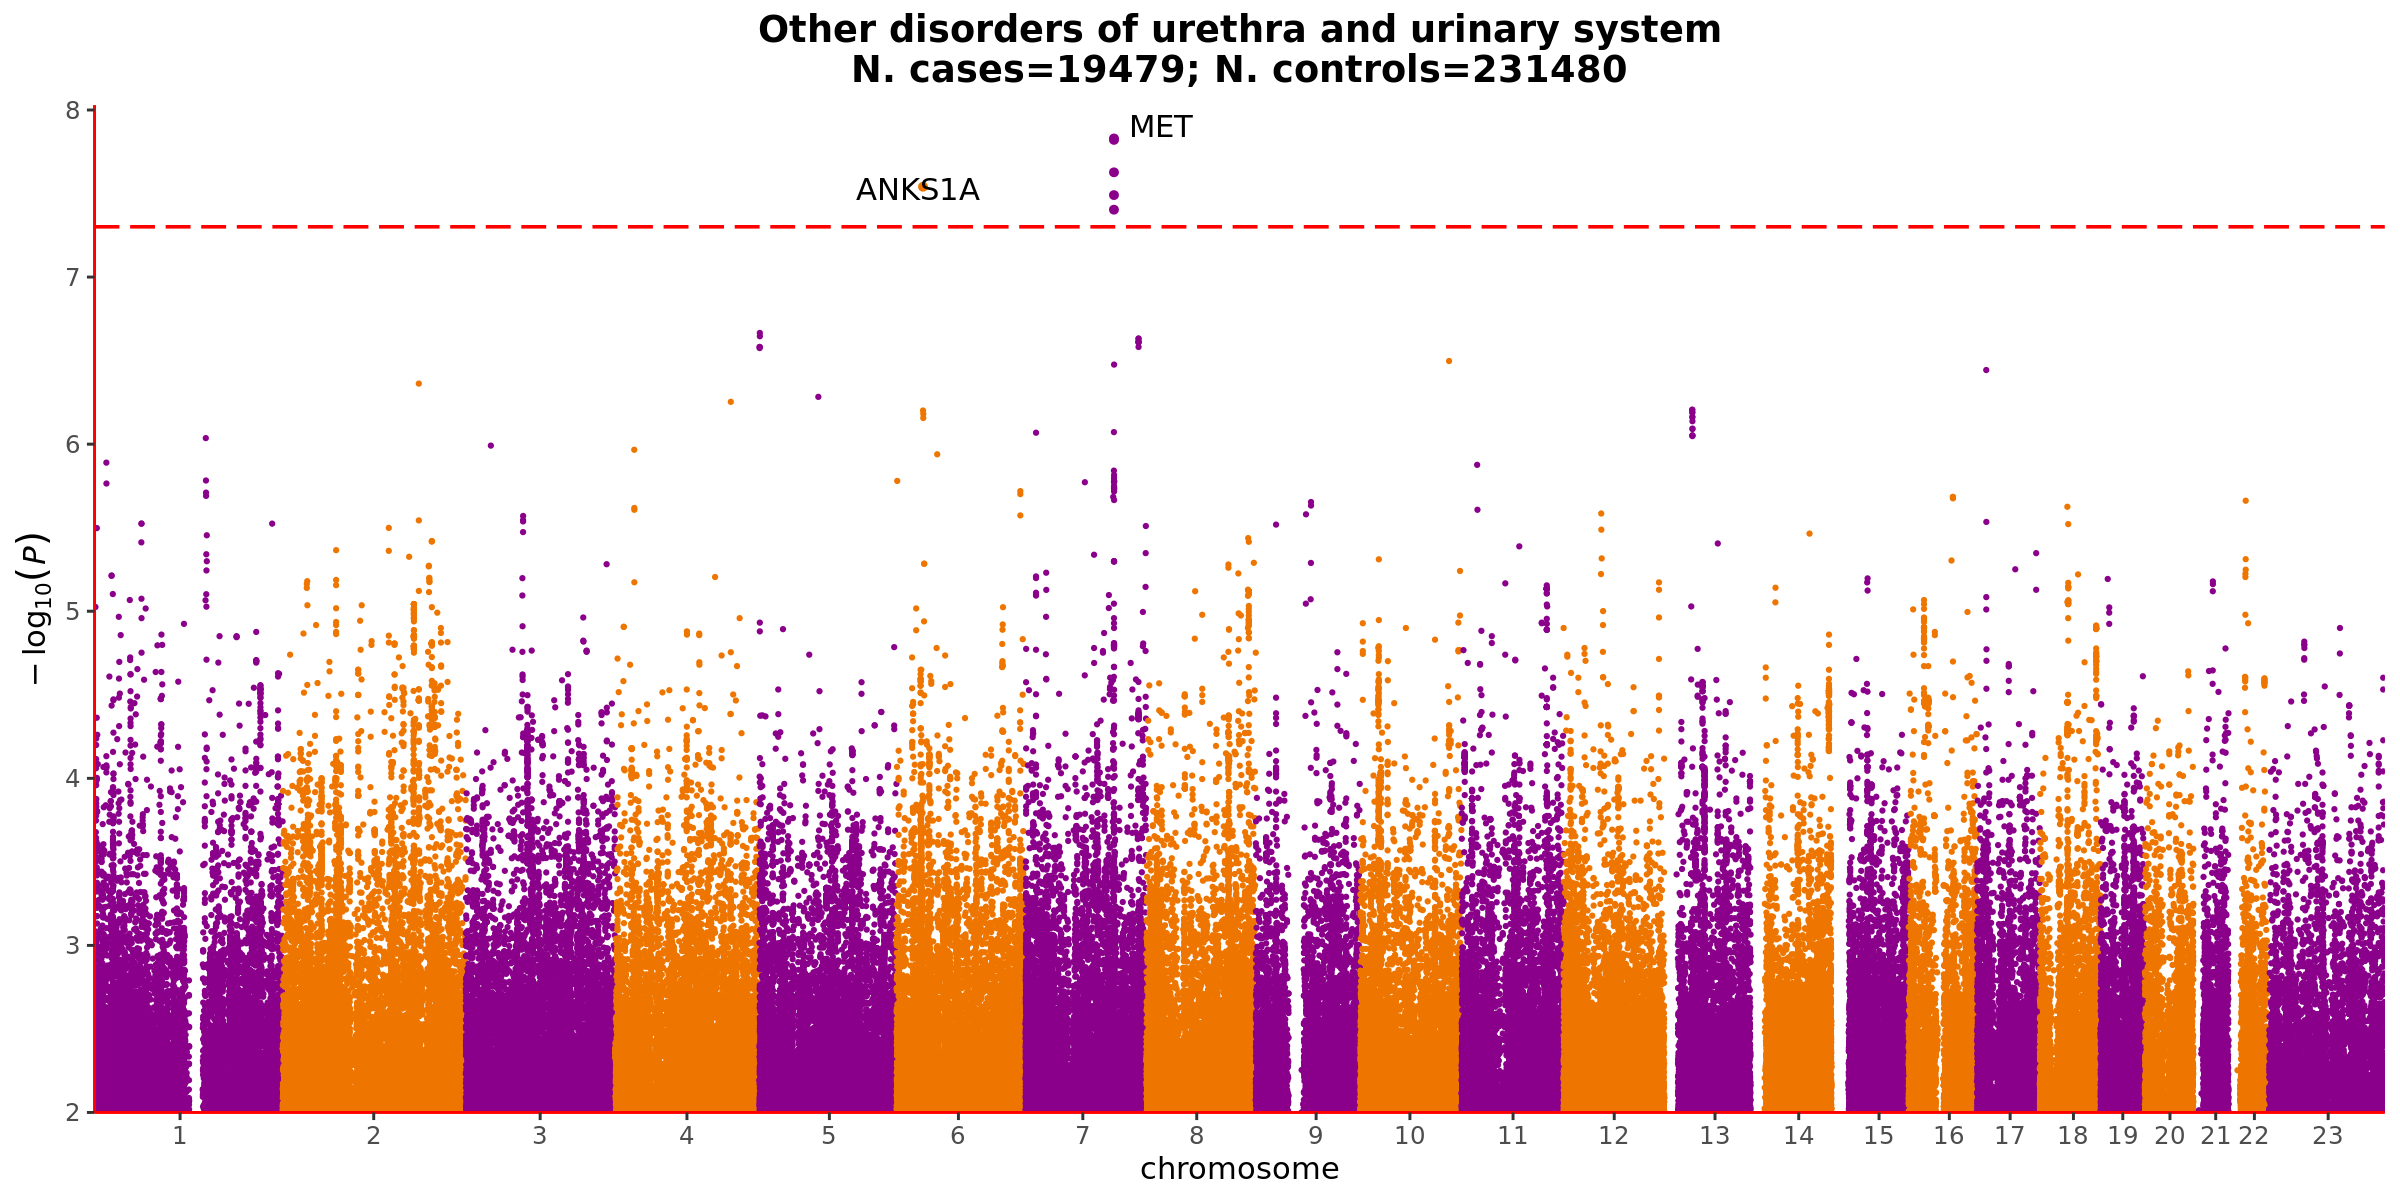 Other disorders of urethra and urinary system
N. cases=19479; N. controls=231480
8
MET
ANKS1A
7
6
5
4
3
2
−log10(P)
1 2 3 4 5 6 7 8 9 10 11 12 13 14 15 16 17 18 19 20 21 22 23
chromosome